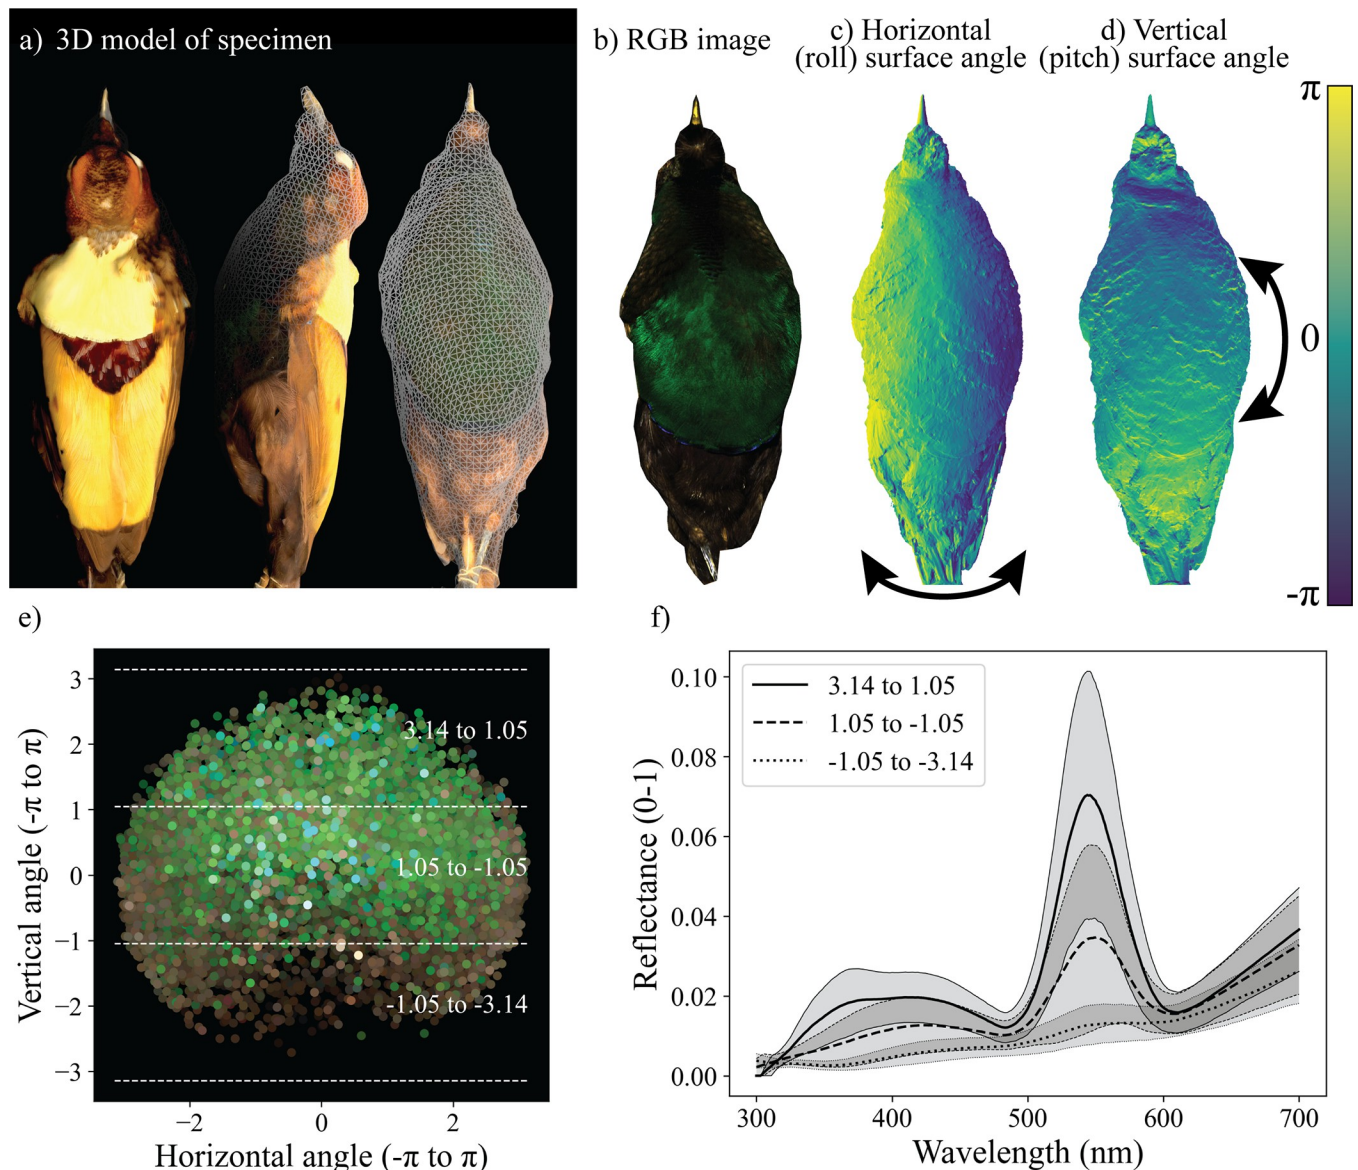 a) 3D model of specimen
b) RGB image
c) Horizontal
(roll) surface angle
d) Vertical
(pitch) surface angle
π
0
-π
e)
3
2
1
0
−1
−2
−3
Vertical angle (-π to π)
3.14 to 1.05
1.05 to -1.05
-1.05 to -3.14
−2
0
2
Horizontal angle (-π to π)
f)
0.10
0.08
0.06
0.04
0.02
0.00
Reflectance (0-1)
3.14 to 1.05
1.05 to -1.05
-1.05 to -3.14
300
400
500
600
700
Wavelength (nm)